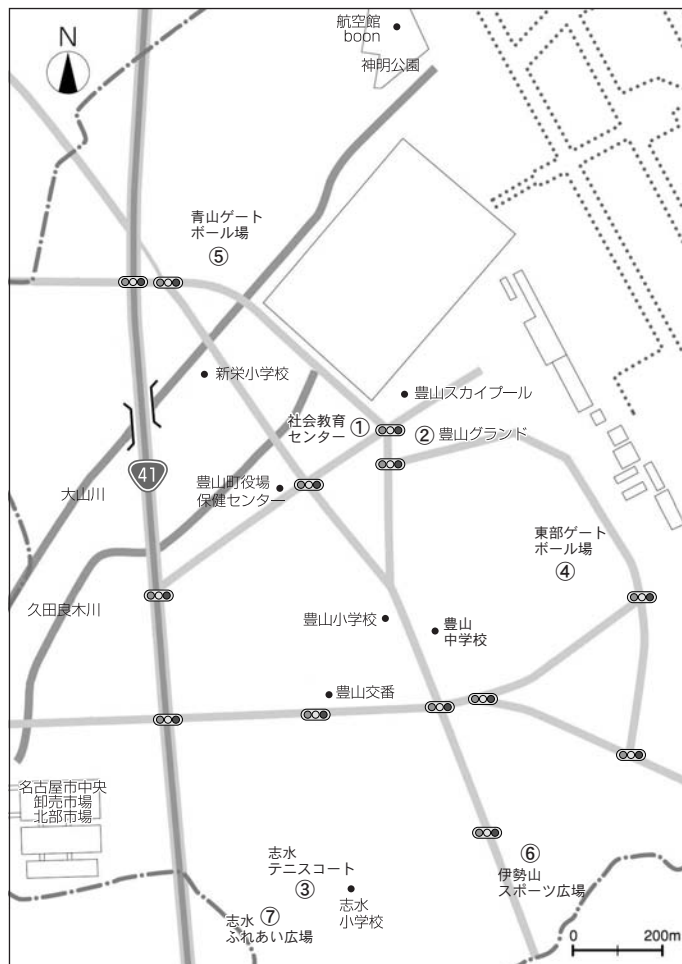 航空館
boon
神明公園
N
青山ゲート
ボール場
⑤
新栄小学校
豊山スカイプール
社会教育
センター
①
②
豊山グランド
41
大山川
豊山町役場
保健センター
東部ゲート
ボール場
④
久田良木川
豊山小学校
豊山
中学校
豊山交番
名古屋市中央
卸売市場
北部市場
志水
テニスコート
③
志水
小学校
⑥
伊勢山
スポーツ広場
志水
ふれあい広場
⑦
0
200m